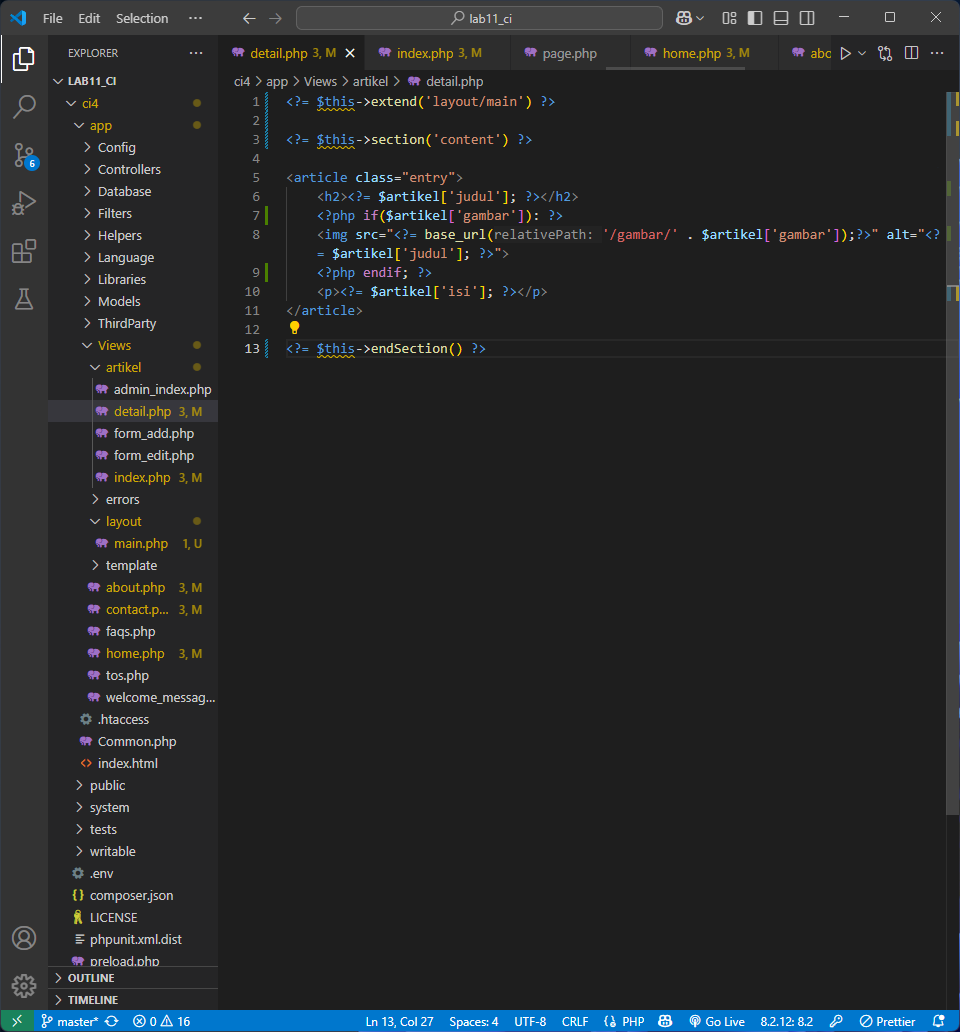 File Edit Selection ··· lab11_ci
EXPLORER ···
LAB11_CI
ci4
app
Config
Controllers
Database
Filters
Helpers
Language
Libraries
Models
ThirdParty
Views
artikel
admin_index.php
detail.php 3, M
form_add.php
form_edit.php
index.php 3, M
errors
layout
main.php 1, U
template
about.php 3, M
contact.p... 3, M
faqs.php
home.php 3, M
tos.php
welcome_messag...
.htaccess
Common.php
index.html
public
system
tests
writable
.env
composer.json
LICENSE
phpunit.xml.dist
preload.php
OUTLINE
TIMELINE
6
detail.php 3, M index.php 3, M page.php home.php 3, M abo
ci4 > app > Views > artikel > detail.php
1 <?= $this->extend('layout/main') ?>
2
3 <?= $this->section('content') ?>
4
5 <article class="entry">
6 <h2><?= $artikel['judul']; ?></h2>
7 <?php if($artikel['gambar']): ?>
8 <img src="<?= base_url(relativePath: '/gambar/' . $artikel['gambar']);?>" alt="<?
= $artikel['judul']; ?>">
9 <?php endif; ?>
10 <p><?= $artikel['isi']; ?></p>
11 </article>
12
13 <?= $this->endSection() ?>
master* 0 16 Ln 13, Col 27 Spaces: 4 UTF-8 CRLF {} PHP Go Live 8.2.12: 8.2 Prettier